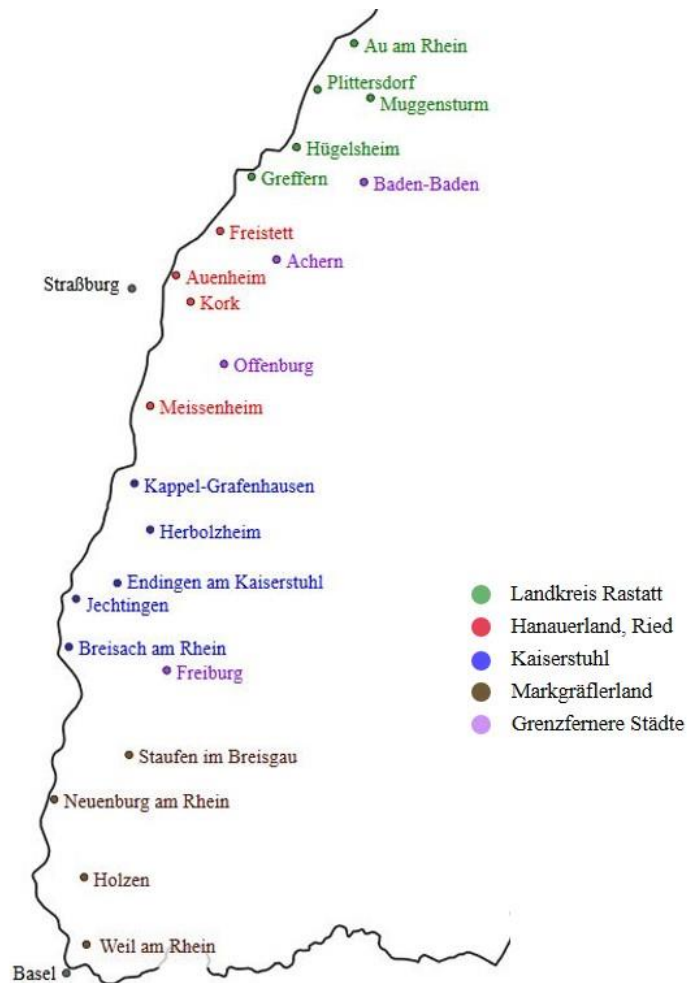 Au am Rhein
Plittersdorf
Muggensturm
Hügelsheim
Greffern
Baden-Baden
Freistett
Achern
Auenheim
Straßburg
Kork
Offenburg
Meissenheim
Kappel-Grafenhausen
Herbolzheim
Endingen am Kaiserstuhl
Jechtingen
Breisach am Rhein
Freiburg
Staufen im Breisgau
Neuenburg am Rhein
Holzen
Weil am Rhein
Basel
Landkreis Rastatt
Hanauerland, Ried
Kaiserstuhl
Markgräflerland
Grenzfernere Städte